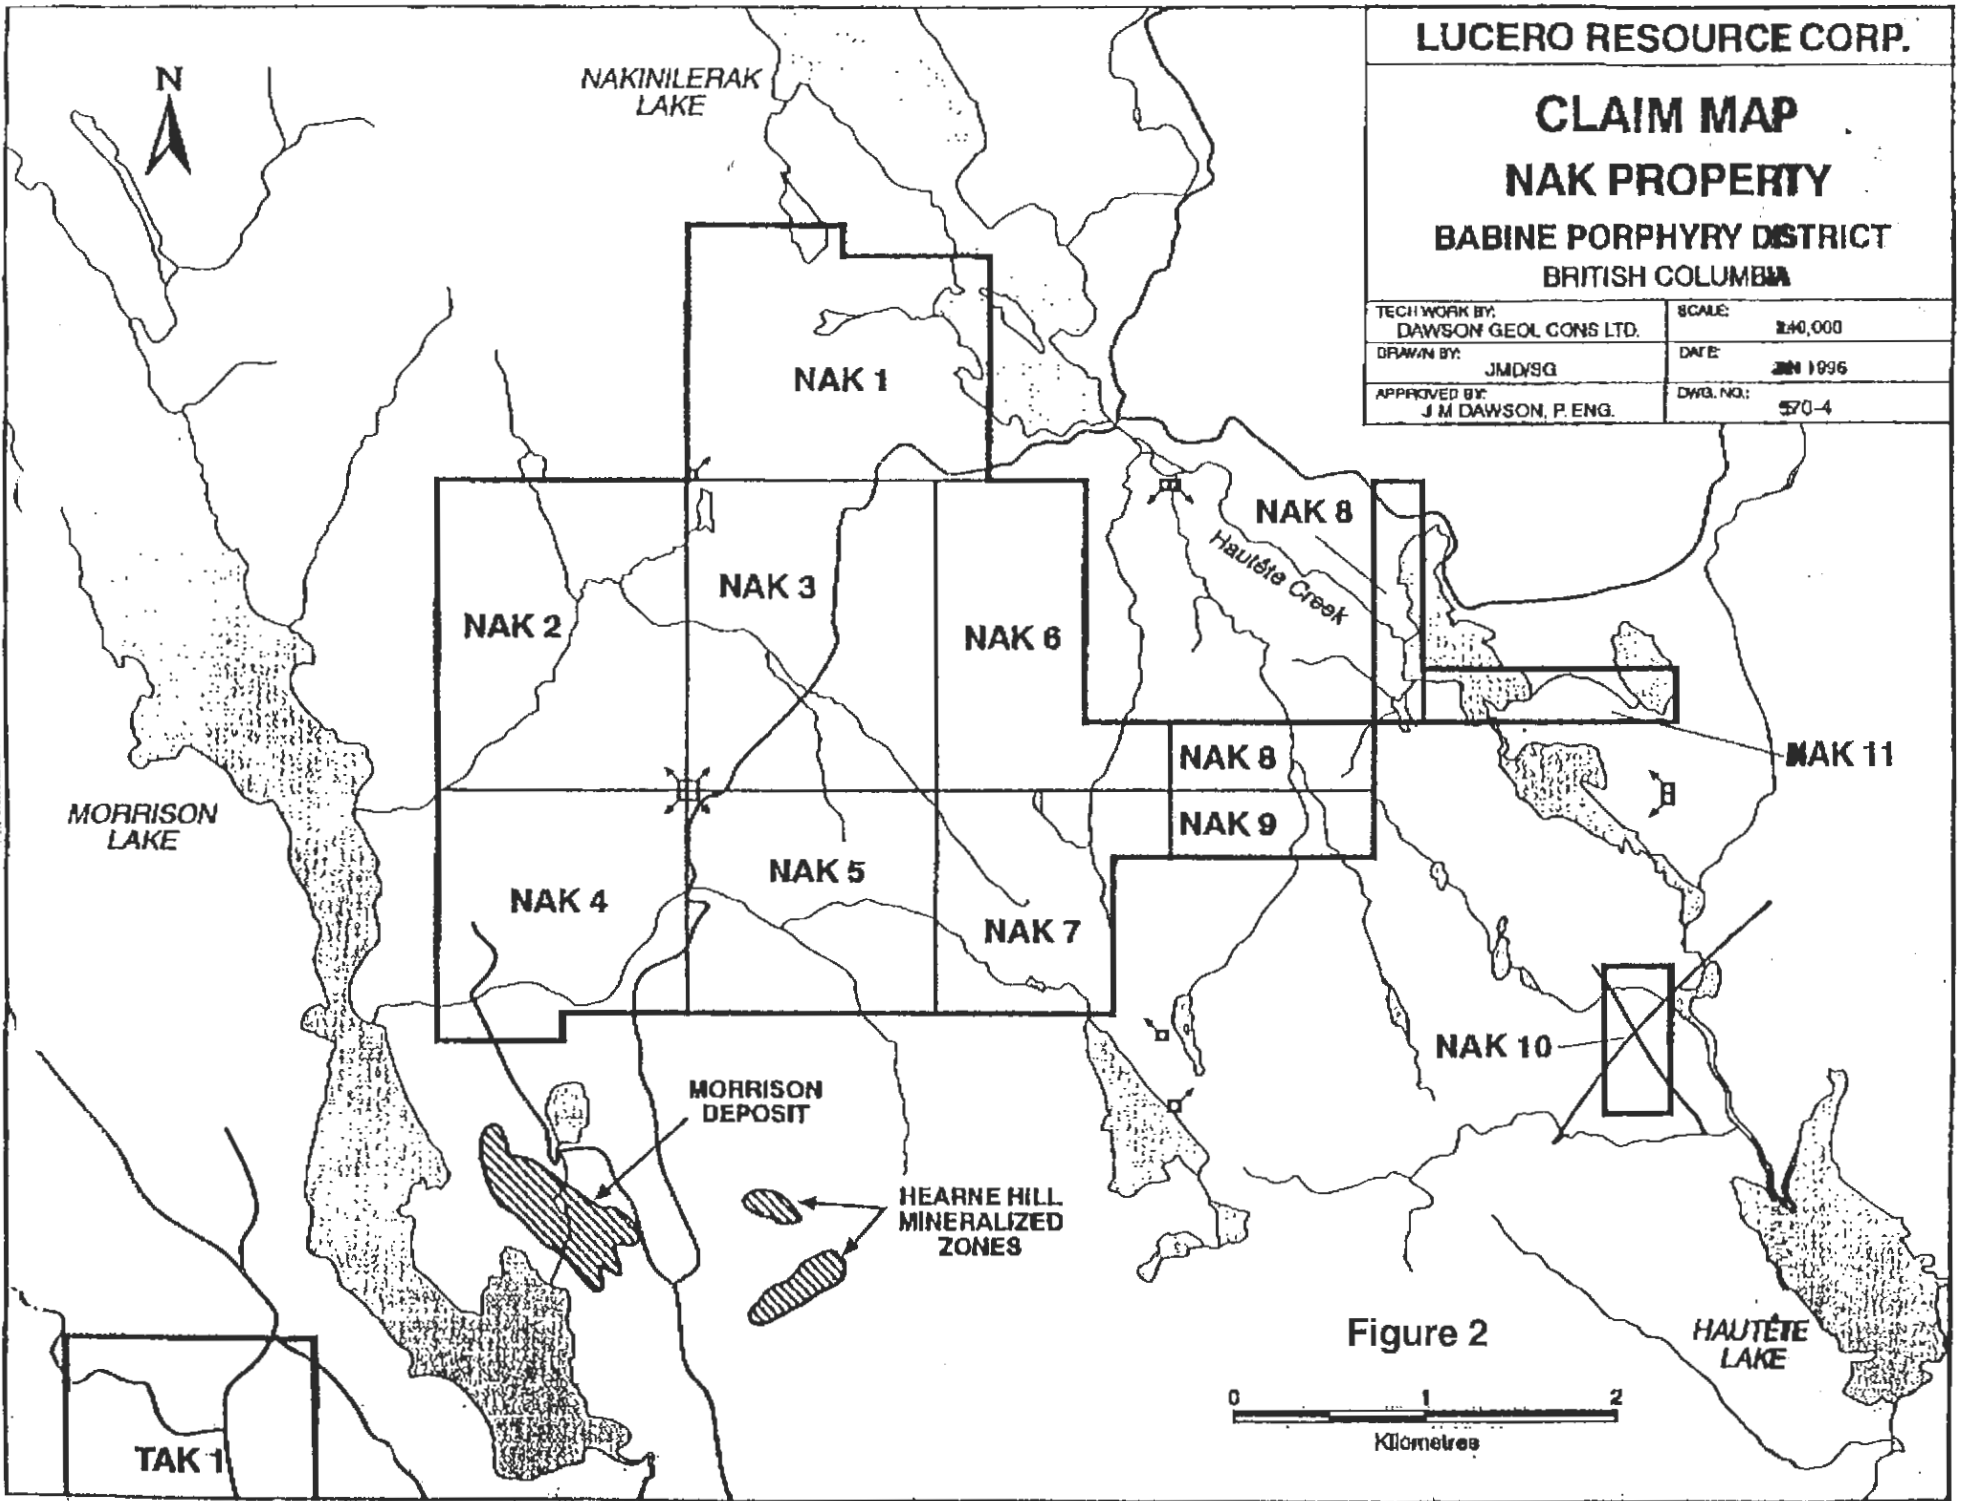 LUCERO RESOURCE CORP.
CLAIM MAP
NAK PROPERTY
BABINE PORPHYRY DISTRICT
BRITISH COLUMBIA
TECH WORK BY:
DAWSON GEOL CONS LTD.
SCALE:
DRAWN BY:
JMD/SG
DATE:
1996
APPROVED BY:
J M DAWSON, P. ENG.
DWG. NO.:
570-4
N
NAKINILERAK
LAKE
NAK 1
NAK 8
Hautête Creek
NAK 3
NAK 2
NAK 6
NAK 8
NAK 11
MORRISON
LAKE
NAK 9
NAK 5
NAK 4
NAK 7
NAK 10
MORRISON
DEPOSIT
HEARNE HILL
MINERALIZED
ZONES
Figure 2
HAUTÊTE
LAKE
0 1 2
Kilometres
TAK 1